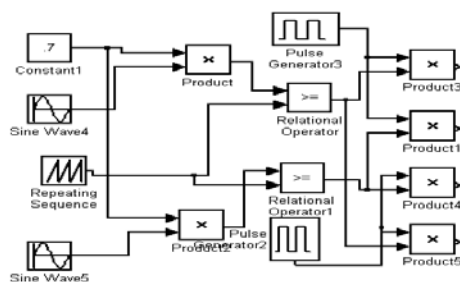 .7
Constant1
×
Product
Pulse
Generator3
×
Product3
Sine Wave4
>=
Relational
Operator
×
Product1
Repeating
Sequence
>=
Relational
Operator1
×
Product4
×
Product2
Pulse
Generator2
×
Product5
Sine Wave5